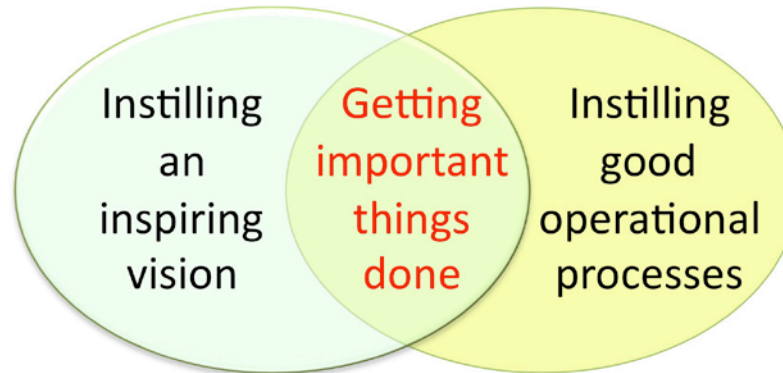 Instilling
an
inspiring
vision
Getting
important
things
done
Instilling
good
operational
processes